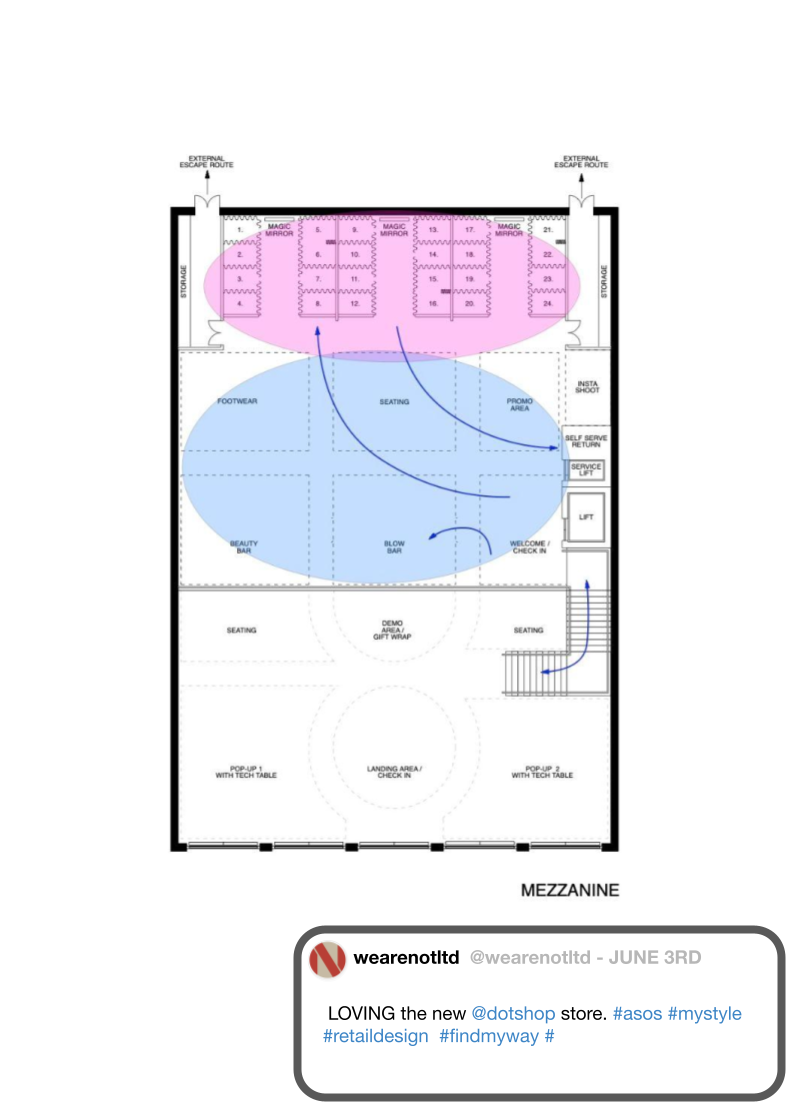 EXTERNAL
ESCAPE ROUTE
EXTERNAL
ESCAPE ROUTE
1.
MAGIC
MIRROR
5.
9.
MAGIC
MIRROR
13.
17.
MAGIC
MIRROR
21.
2.
6.
10.
14.
18.
22.
STORAGE
3.
7.
11.
15.
19.
23.
STORAGE
4.
8.
12.
16.
20.
24.
INSTA
SHOOT
FOOTWEAR
SEATING
PROMO
AREA
SELF SERVE
RETURN
SERVICE
LIFT
LIFT
BEAUTY
BAR
BLOW
BAR
WELCOME /
CHECK IN
SEATING
DEMO
AREA /
GIFT WRAP
SEATING
POP-UP 1
WITH TECH TABLE
LANDING AREA /
CHECK IN
POP-UP 2
WITH TECH TABLE
MEZZANINE
N
wearenotltd @wearenotltd - JUNE 3RD
LOVING the new @dotshop store. #asos #mystyle
#retaildesign #findmyway #